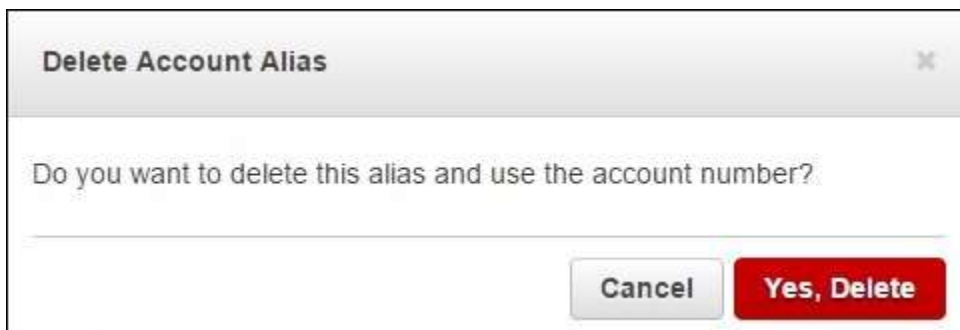 Delete Account Alias
Do you want to delete this alias and use the account number?
Cancel Yes, Delete